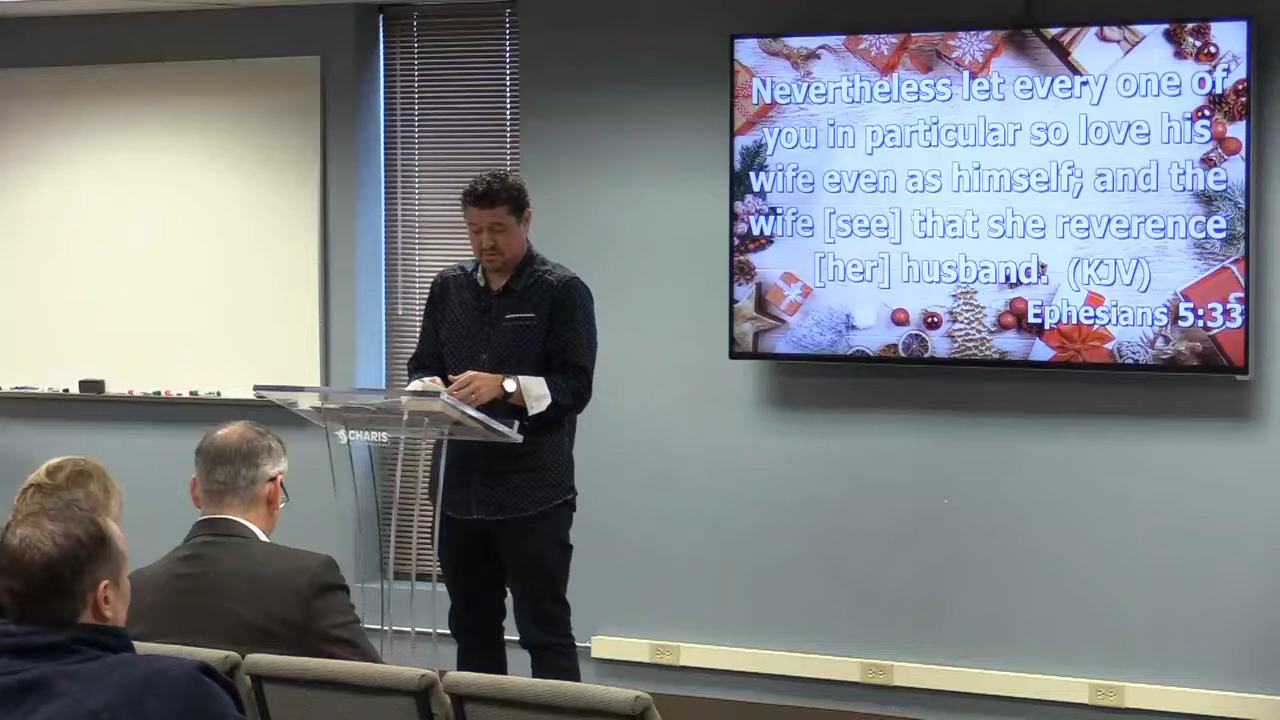 Nevertheless let every one of
you in particular so love his
wife even as himself; and the
wife [see] that she reverence
[her] husband. (KJV)
Ephesians 5:33
CHARIS